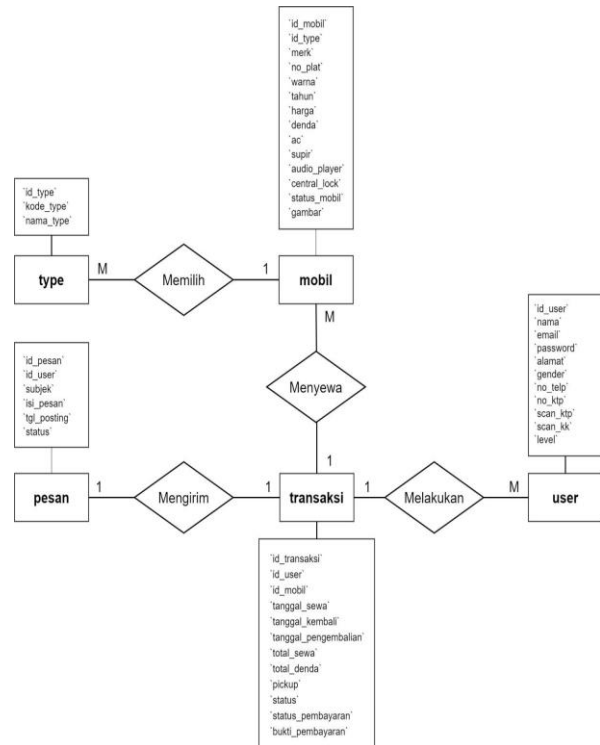 `id_mobil`
`id_type`
`merk`
`no_plat`
`warna`
`tahun`
`harga`
`denda`
`ac`
`supir`
`audio_player`
`central_lock`
`status_mobil`
`gambar`
`id_type`
`kode_type`
`nama_type`
type
M
Memilih
1
mobil
M
`id_user`
`nama`
`email`
`password`
`alamat`
`gender`
`no_telp`
`no_ktp`
`scan_ktp`
`scan_kk`
`level`
`id_pesan`
`id_user`
`subjek`
`isi_pesan`
`tgl_posting`
`status`
Menyewa
1
pesan
1
Mengirim
1
transaksi
1
Melakukan
M
user
`id_transaksi`
`id_user`
`id_mobil`
`tanggal_sewa`
`tanggal_kembali`
`tanggal_pengembalian`
`total_sewa`
`total_denda`
`pickup`
`status`
`status_pembayaran`
`bukti_pembayaran`